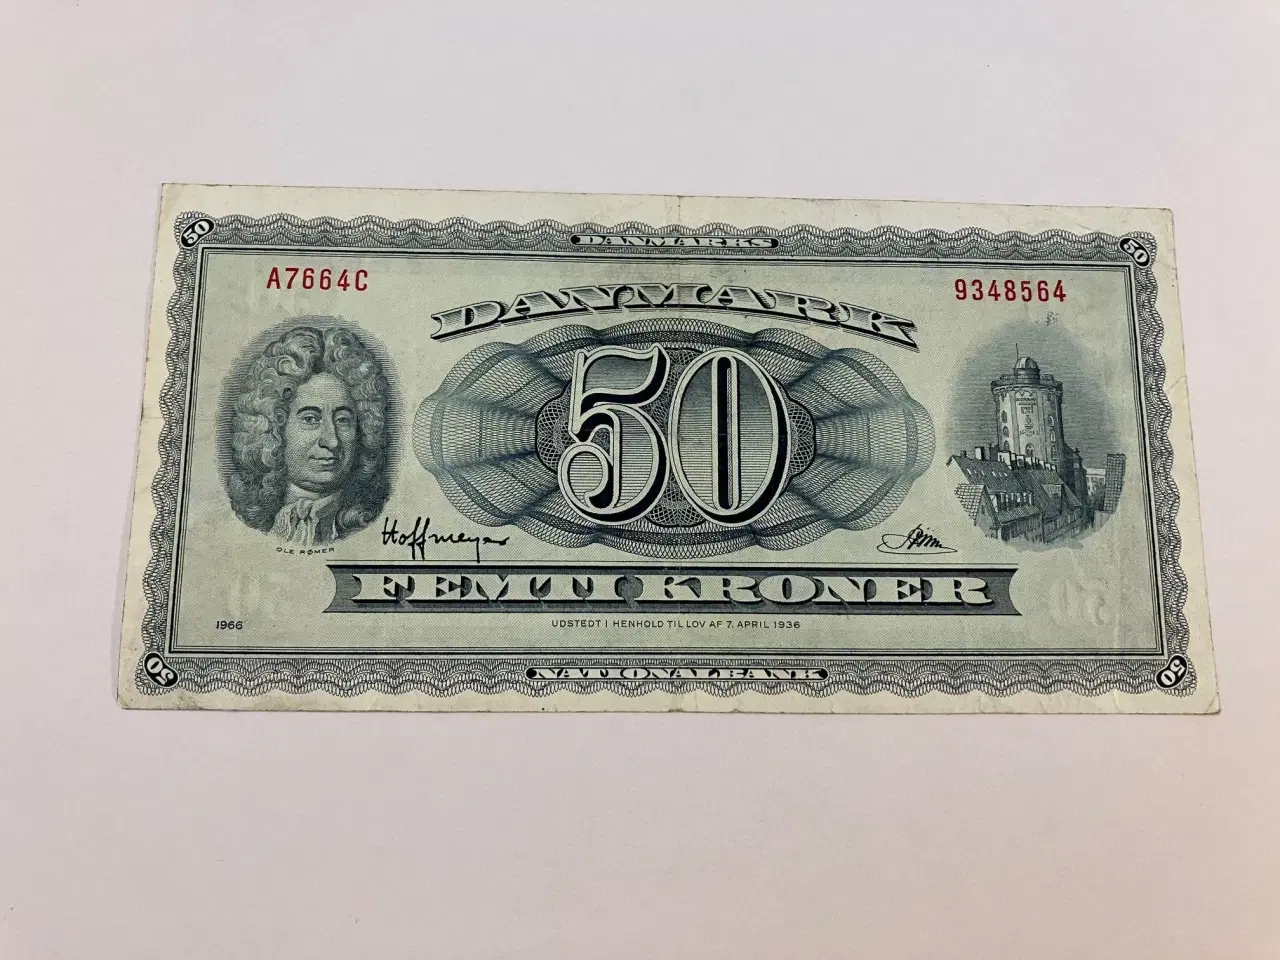 50
DANMARKS
50
A7664C
9348564
DANMARK
50
OLE RØMER
Hoffmeyer
FEMTI KRONER
1966
UDSTEDT I HENHOLD TIL LOV AF 7. APRIL 1936
50
NATIONALBANK
50